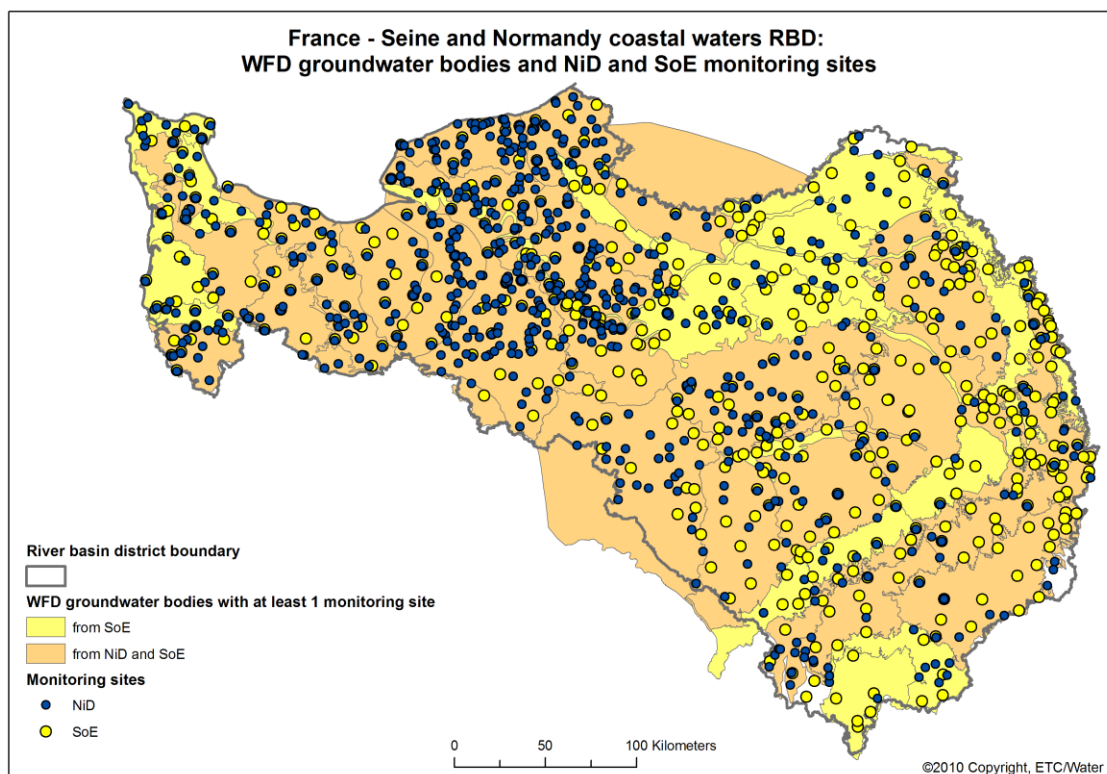 France - Seine and Normandy coastal waters RBD:
WFD groundwater bodies and NiD and SoE monitoring sites
River basin district boundary
WFD groundwater bodies with at least 1 monitoring site
from SoE
from NiD and SoE
Monitoring sites
NiD
SoE
0 50 100 Kilometers
©2010 Copyright, ETC/Water